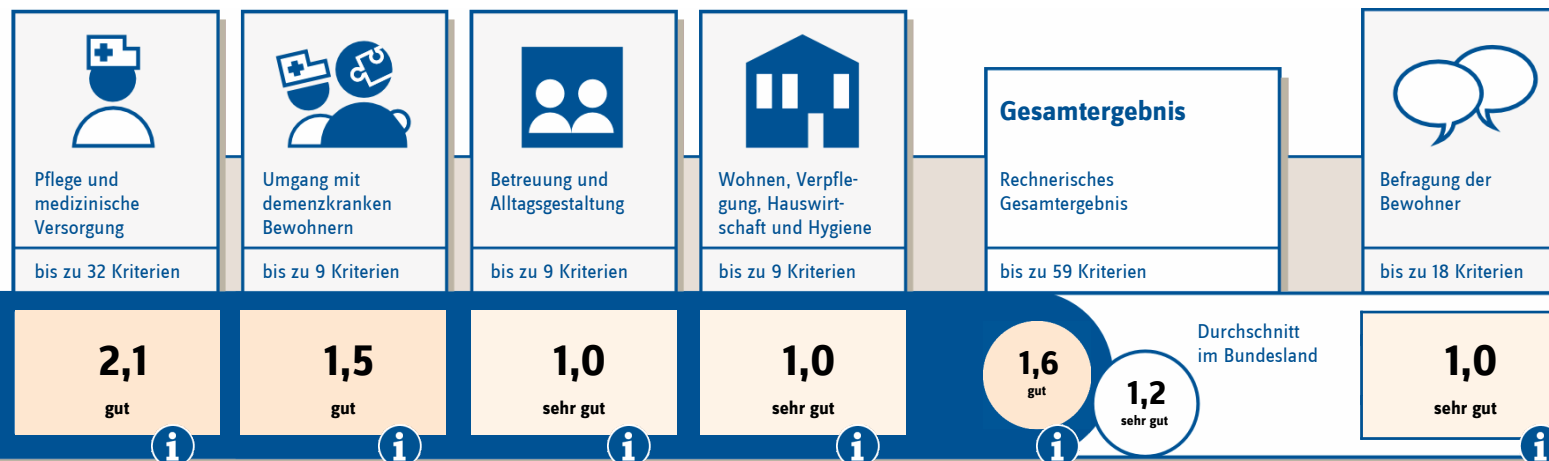 Pflege und
medizinische
Versorgung
bis zu 32 Kriterien
2,1
gut
i
Umgang mit
demenzkranken
Bewohnern
bis zu 9 Kriterien
1,5
gut
i
Betreuung und
Alltagsgestaltung
bis zu 9 Kriterien
1,0
sehr gut
i
Wohnen, Verpfle-
gung, Hauswirt-
schaft und Hygiene
bis zu 9 Kriterien
1,0
sehr gut
i
Gesamtergebnis
Rechnerisches
Gesamtergebnis
bis zu 59 Kriterien
1,6
gut
i
1,2
sehr gut
Durchschnitt
im Bundesland
Befragung der
Bewohner
bis zu 18 Kriterien
1,0
sehr gut
i